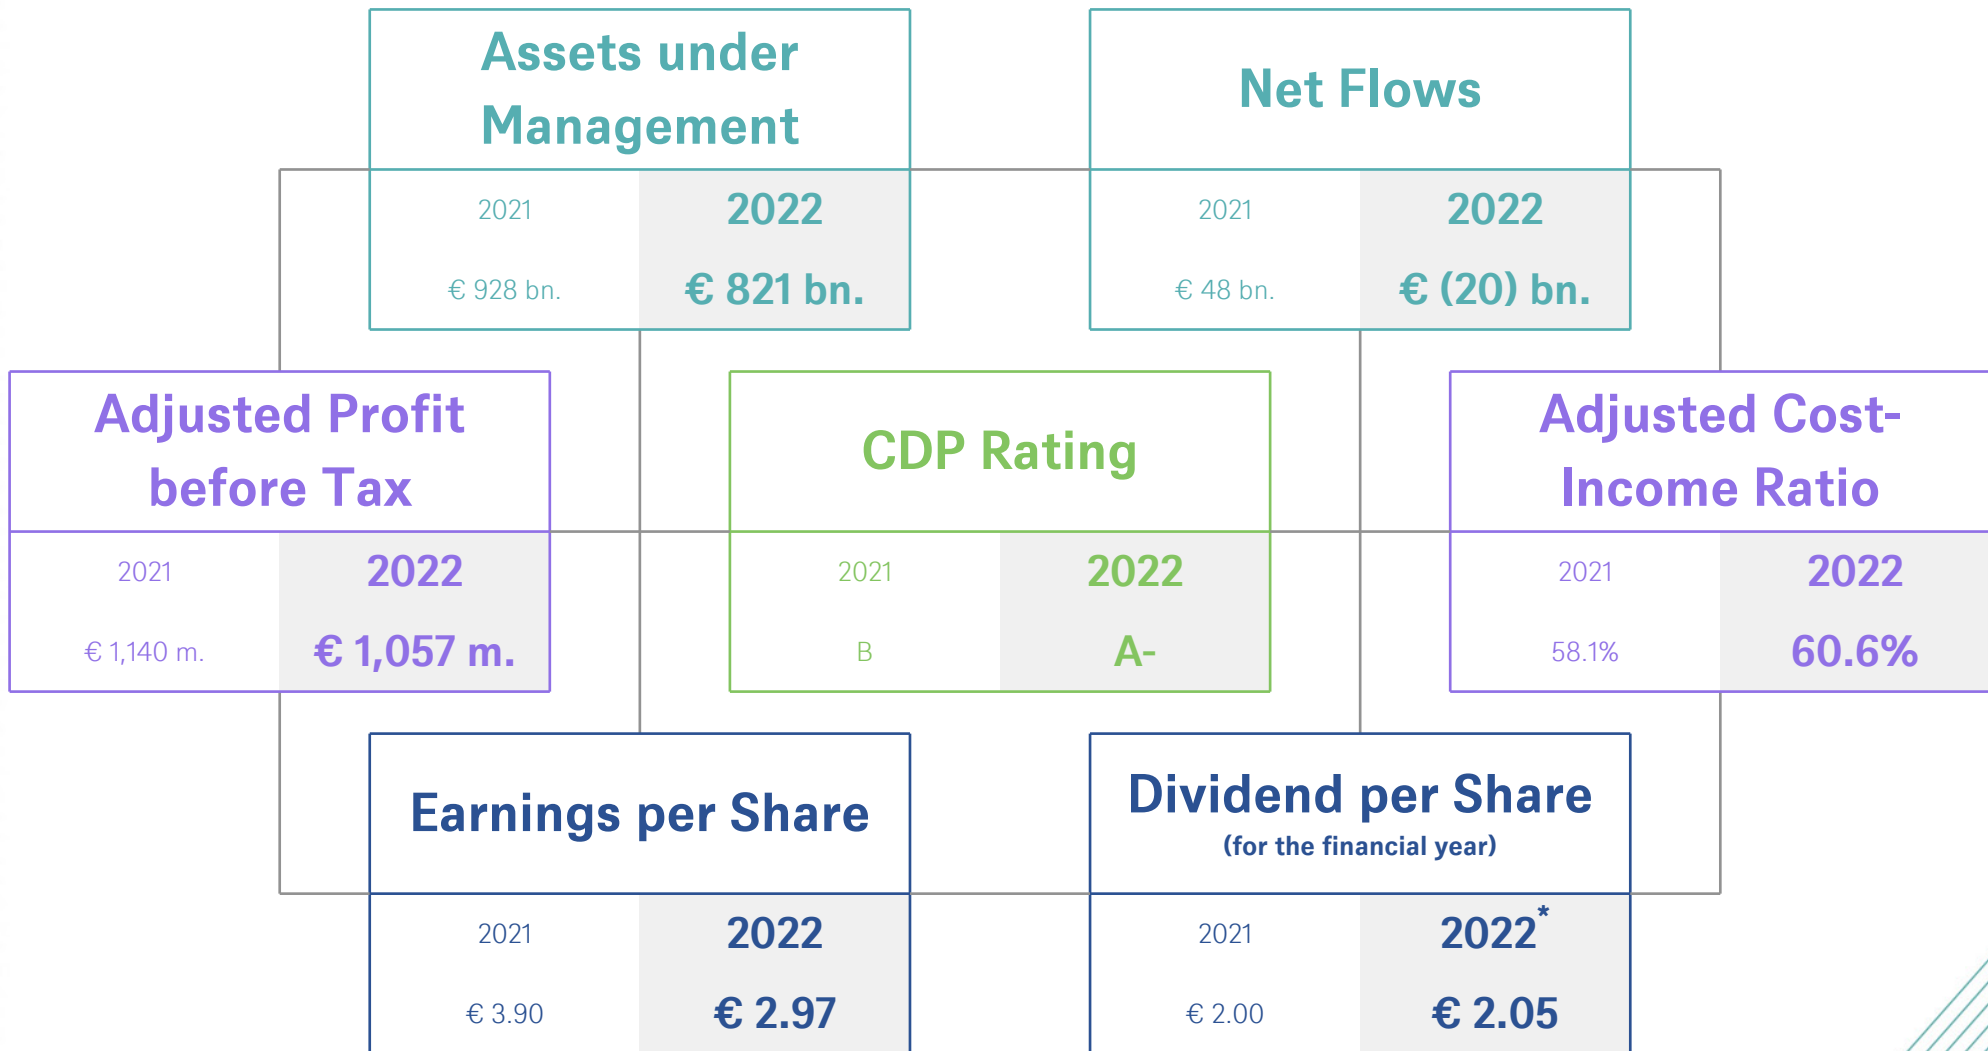 Assets under
Management
2021 2022
€ 928 bn. € 821 bn.
Net Flows
2021 2022
€ 48 bn. € (20) bn.
Adjusted Profit
before Tax
2021 2022
€ 1,140 m. € 1,057 m.
CDP Rating
2021 2022
B A-
Adjusted Cost-
Income Ratio
2021 2022
58.1% 60.6%
Earnings per Share
2021 2022
€ 3.90 € 2.97
Dividend per Share
(for the financial year)
2021 2022*
€ 2.00 € 2.05